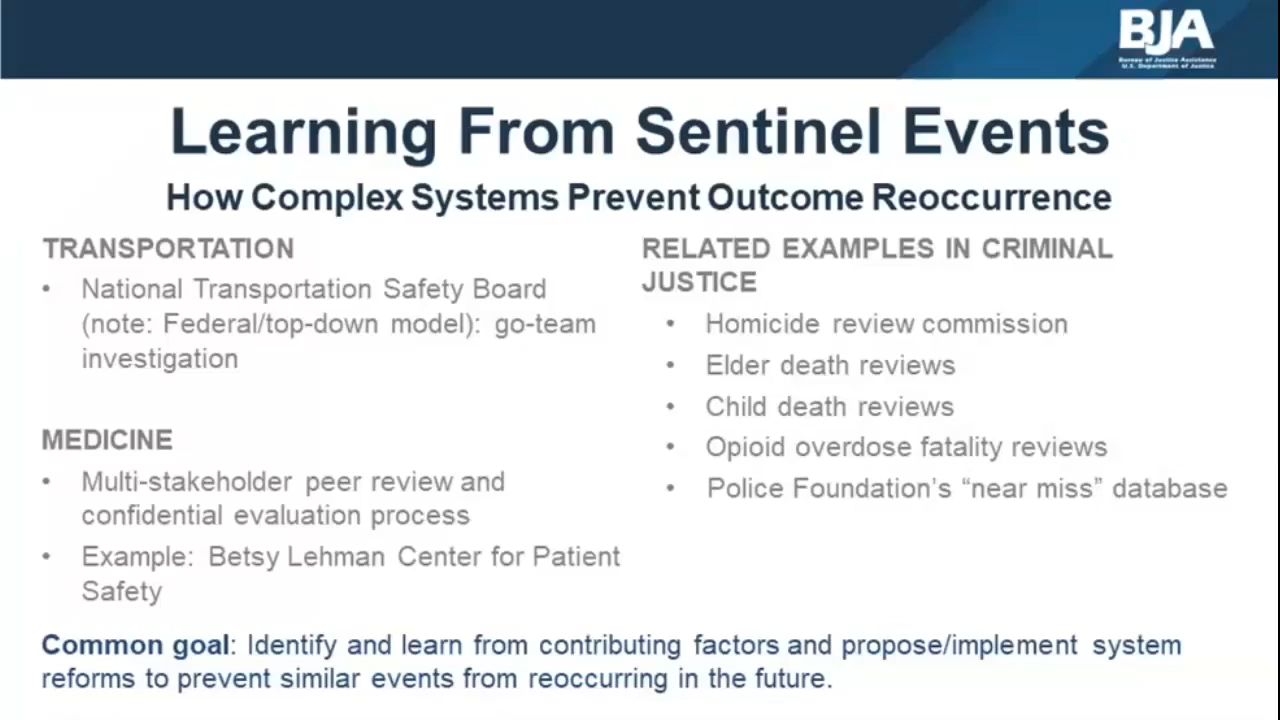 BJA
Bureau of Justice Assistance
U.S. Department of Justice
Learning From Sentinel Events
How Complex Systems Prevent Outcome Reoccurrence
TRANSPORTATION
• National Transportation Safety Board
(note: Federal/top-down model): go-team
investigation
MEDICINE
• Multi-stakeholder peer review and
confidential evaluation process
• Example: Betsy Lehman Center for Patient
Safety
RELATED EXAMPLES IN CRIMINAL
JUSTICE
• Homicide review commission
• Elder death reviews
• Child death reviews
• Opioid overdose fatality reviews
• Police Foundation’s “near miss” database
Common goal: Identify and learn from contributing factors and propose/implement system
reforms to prevent similar events from reoccurring in the future.